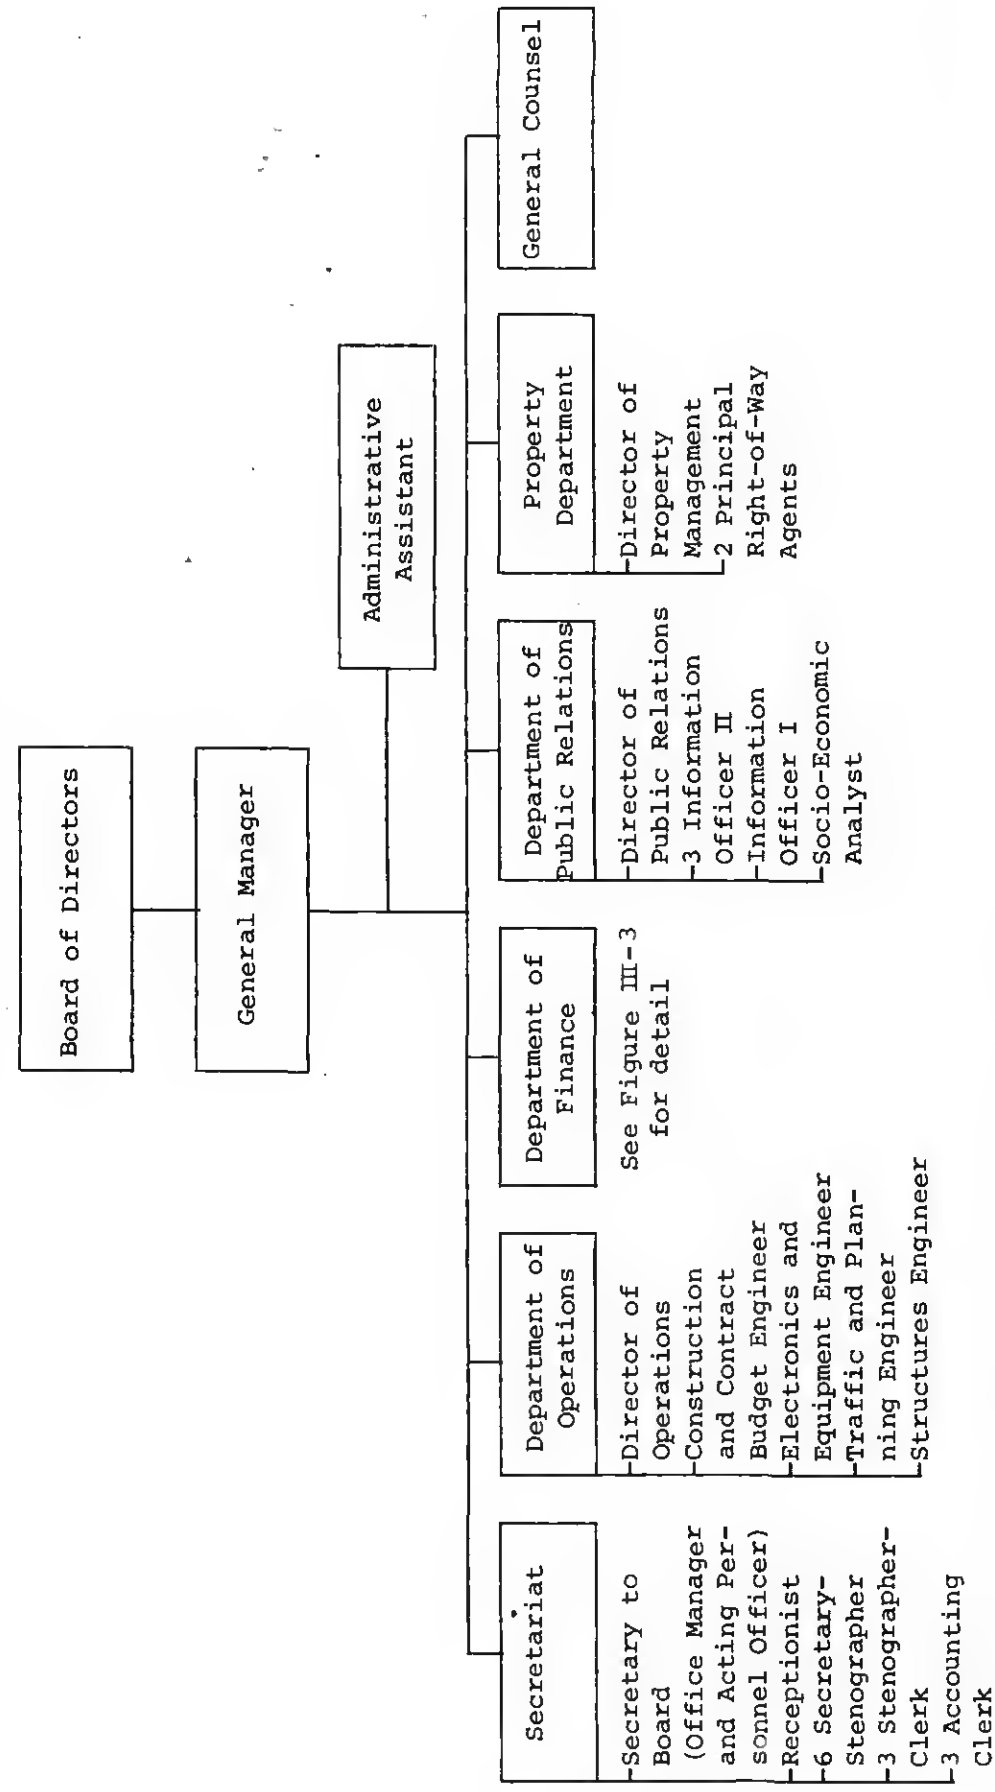 Board of Directors
General Manager
Administrative
Assistant
Secretariat
-Secretary to
Board
(Office Manager
and Acting Per-
sonnel Officer)
-Receptionist
-6 Secretary-
Stenographer
-3 Stenographer-
Clerk
-3 Accounting
Clerk
Department of
Operations
-Director of
Operations
-Construction
and Contract
Budget Engineer
-Electronics and
Equipment Engineer
-Traffic and Plan-
ning Engineer
-Structures Engineer
Department of
Finance
See Figure III-3
for detail
Department of
Public Relations
-Director of
Public Relations
-3 Information
Officer II
-Information
Officer I
-Socio-Economic
Analyst
Property
Department
-Director of
Property
Management
-2 Principal
Right-of-Way
Agents
General Counsel